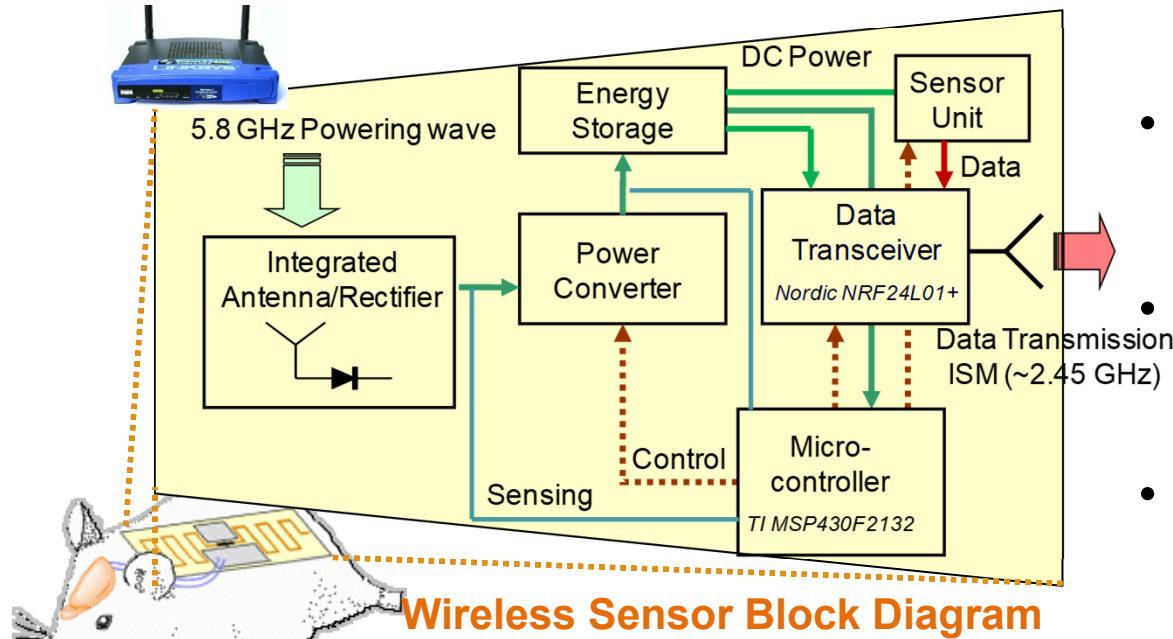 LINKSYS
DC Power
Energy
Storage
Sensor
Unit
5.8 GHz Powering wave
Data
Integrated
Antenna/Rectifier
Power
Converter
Data
Transceiver
Nordic NRF24L01+
Data Transmission
ISM (~2.45 GHz)
Control
Sensing
Micro-
controller
TI MSP430F2132
Wireless Sensor Block Diagram